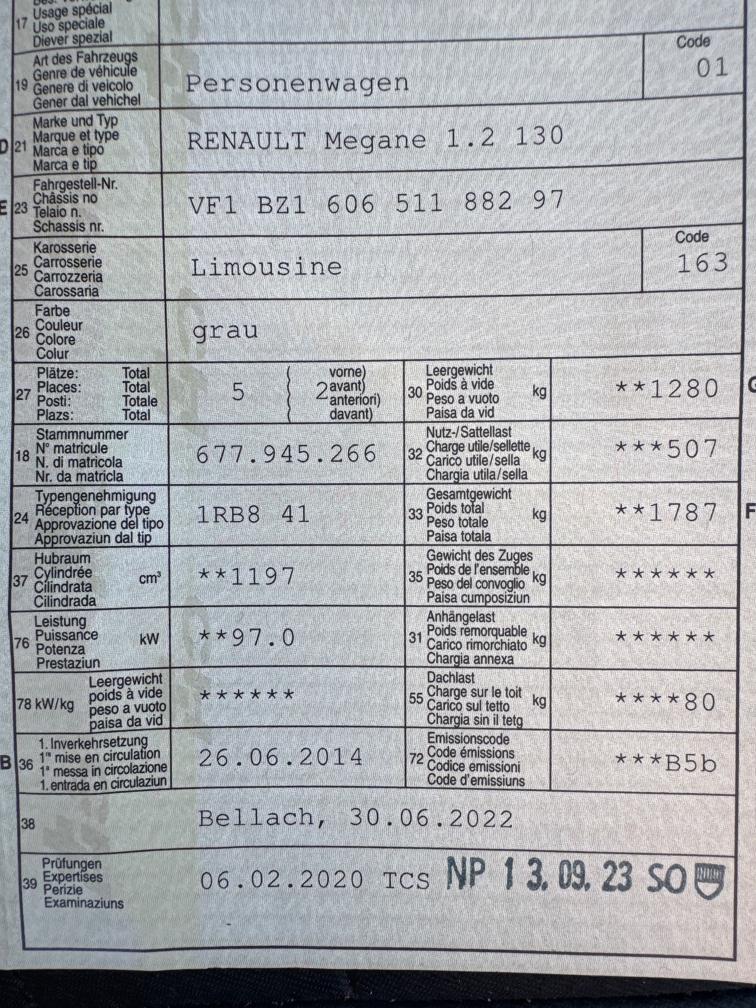 Usage spécial
17 Uso speciale
Diever spezial
Art des Fahrzeugs
Genre de véhicule
19 Genere di veicolo
Gener dal vehichel
Personenwagen
Code
01
Marke und Typ
D 21 Marque et type
Marca e tipo
Marca e tip
RENAULT Megane 1.2 130
Fahrgestell-Nr.
Châssis no
E 23 Telaio n.
Schassis nr.
VF1 BZ1 606 511 882 97
Karosserie
25 Carrosserie
Carrozzeria
Carossaria
Limousine
Code
163
Farbe
26 Couleur
Colore
Colur
grau
Plätze: Total
27 Places: Total
Posti: Totale
Plazs: Total
5 ( 2
vorne)
avant)
anteriori)
davant)
Leergewicht
30 Poids à vide kg
Peso a vuoto
Paisa da vid
**1280
G
Stammnummer
18 N° matricule
N. di matricola
Nr. da matricla
677.945.266
Nutz-/Sattellast
32 Charge utile/sellette kg
Carico utile/sella
Chargia utila/sella
***507
Typengenehmigung
24 Réception par type
Approvazione del tipo
Approvaziun dal tip
1RB8 41
Gesamtgewicht
33 Poids total kg
Peso totale
Paisa totala
**1787
F
Hubraum
37 Cylindrée cm³
Cilindrata
Cilindrada
**1197
Gewicht des Zuges
35 Poids de l'ensemble kg
Peso del convoglio
Paisa cumposiziun
******
Leistung
76 Puissance kW
Potenza
Prestaziun
**97.0
Anhängelast
31 Poids remorquable kg
Carico rimorchiato
Chargia annexa
******
Leergewicht
78 kW/kg poids à vide
peso a vuoto
paisa da vid
******
Dachlast
55 Charge sur le toit kg
Carico sul tetto
Chargia sin il tetg
****80
1. Inverkehrsetzung
B 36 1re mise en circulation
1a messa in circolazione
1. entrada en circulaziun
26.06.2014
Emissionscode
72 Code émissions
Codice emissioni
Code d'emissiuns
***B5b
38
Bellach, 30.06.2022
Prüfungen
39 Expertises
Perizie
Examinaziuns
06.02.2020 TCS NP 13.09.23 SO